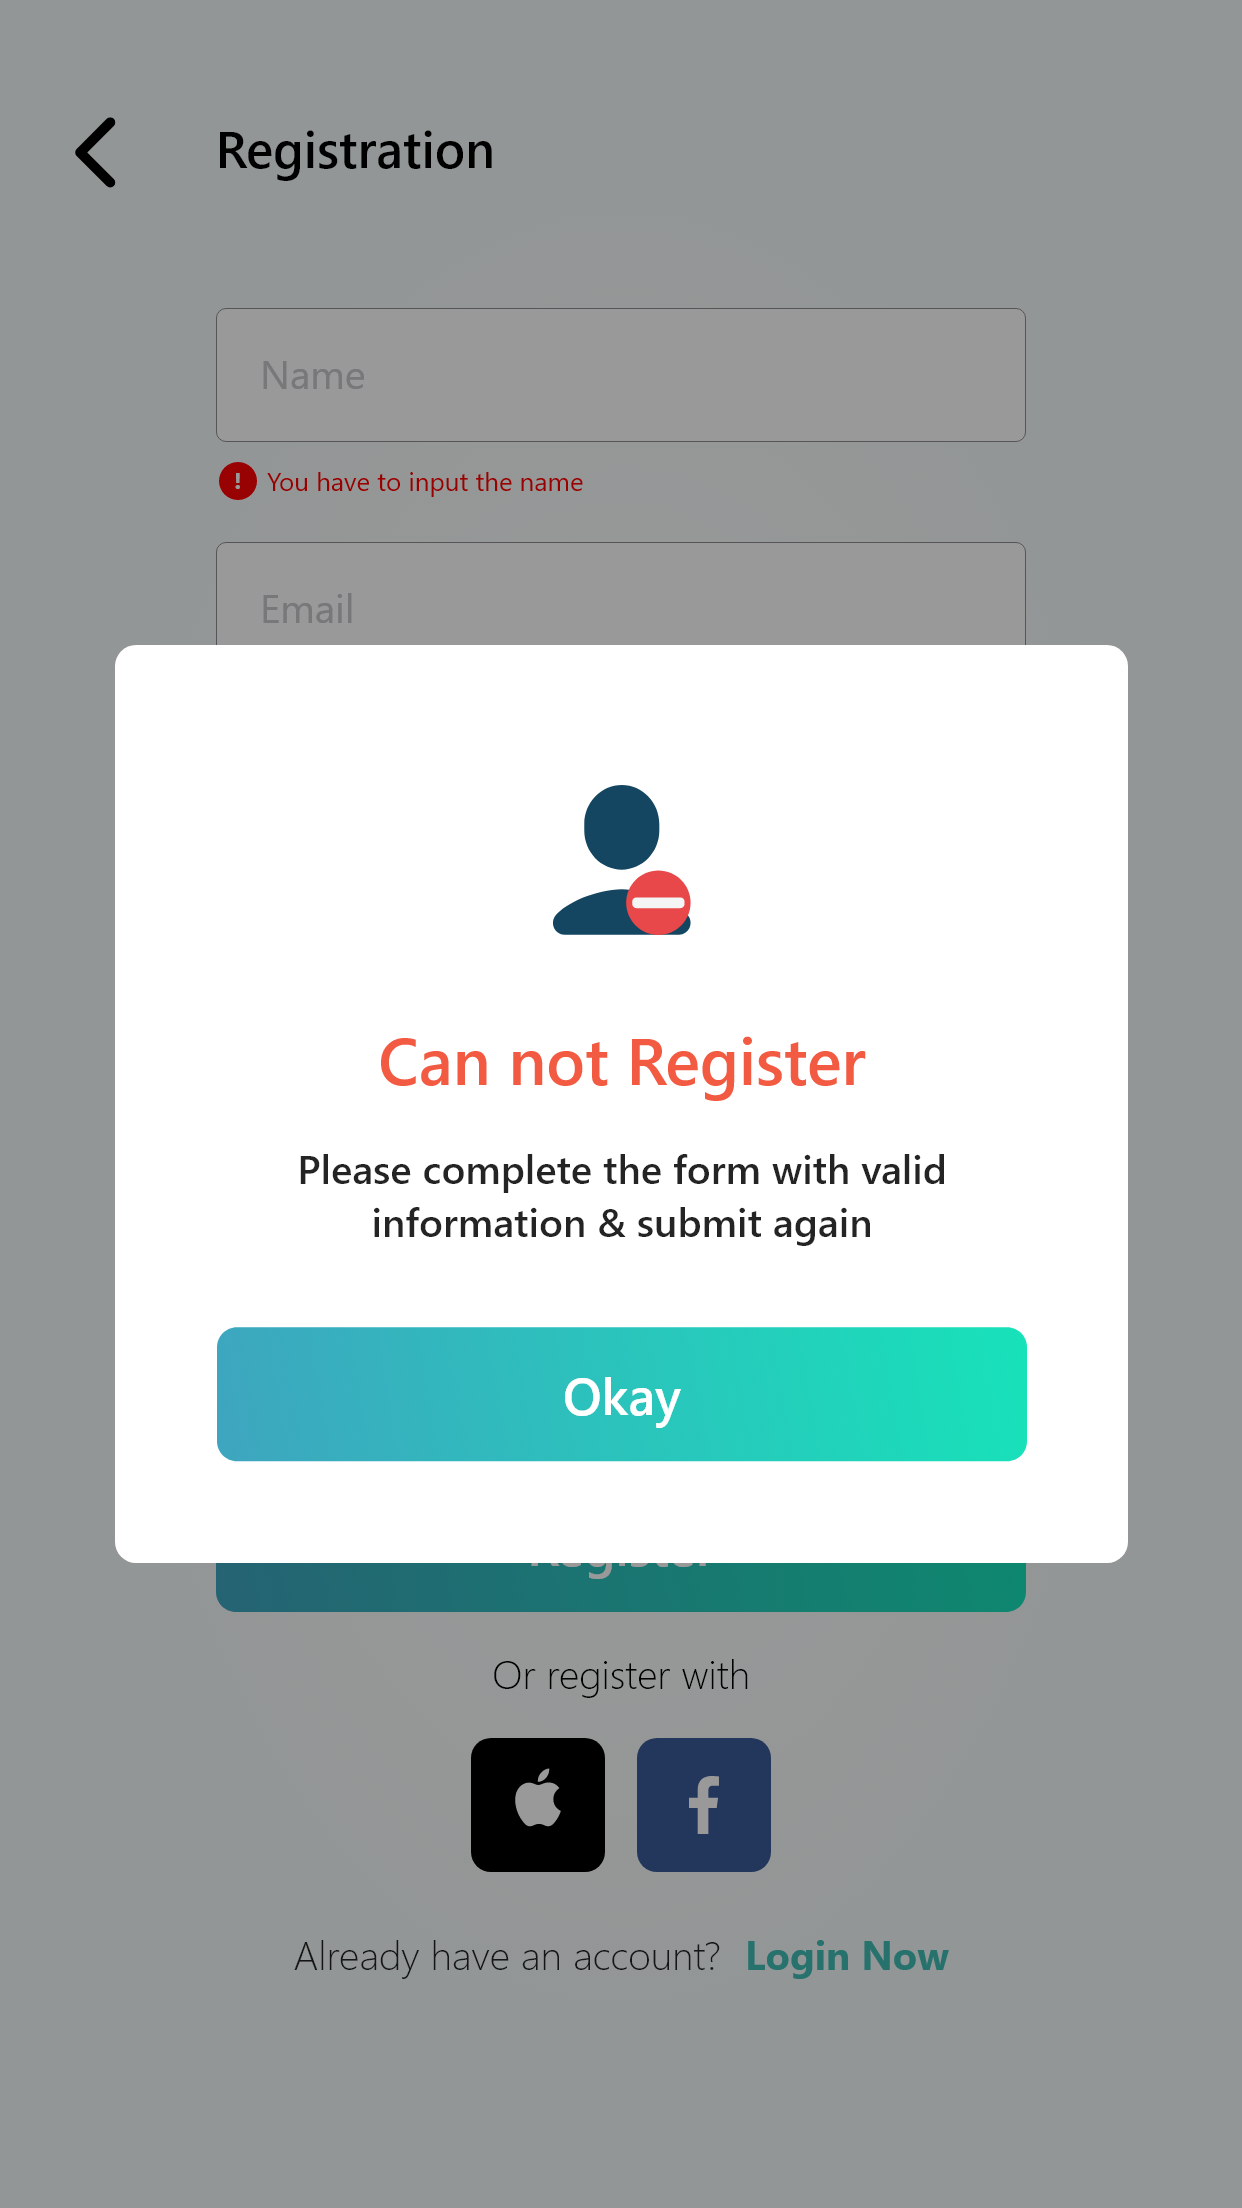 Registration
Name
! You have to input the name
Email
Can not Register
Please complete the form with valid
information & submit again
Okay
Register
Or register with
Already have an account? Login Now